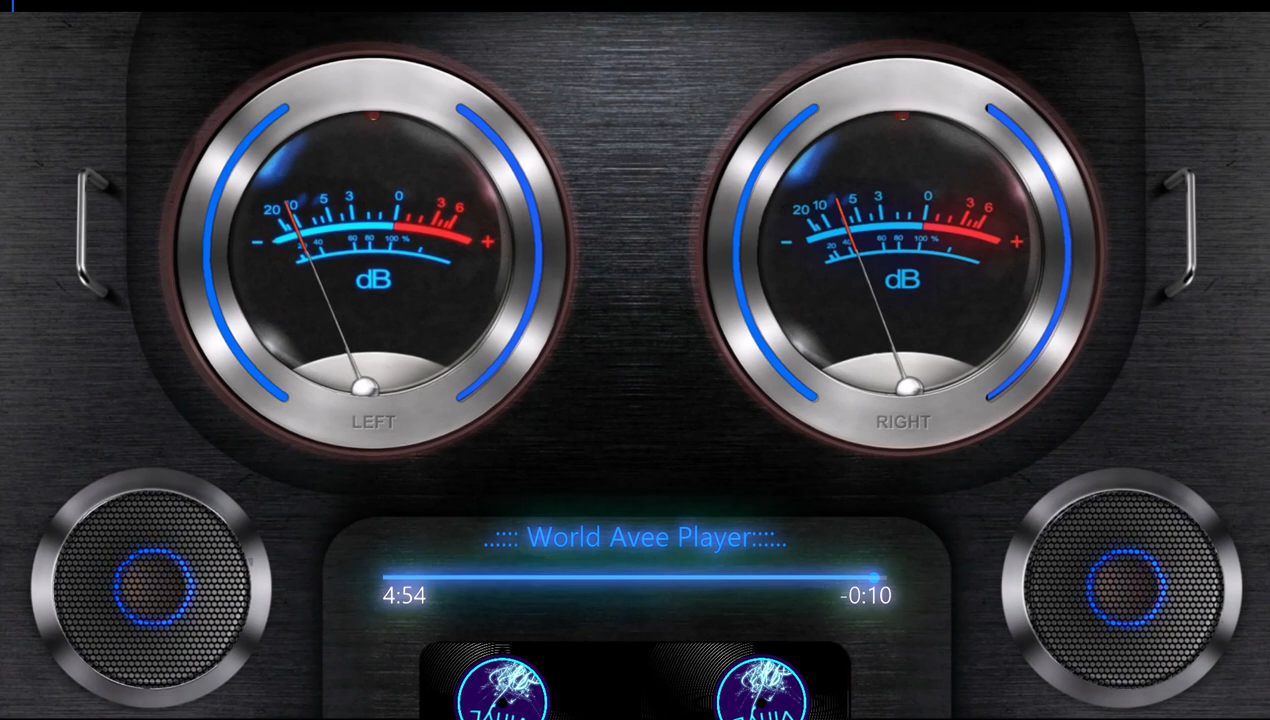 20 10 5 3 0 3 6
- +
20 40 60 80 100 %
dB
LEFT
20 10 5 3 0 3 6
- +
20 40 60 80 100 %
dB
RIGHT
..:::: World Avee Player::::..
4:54 -0:10